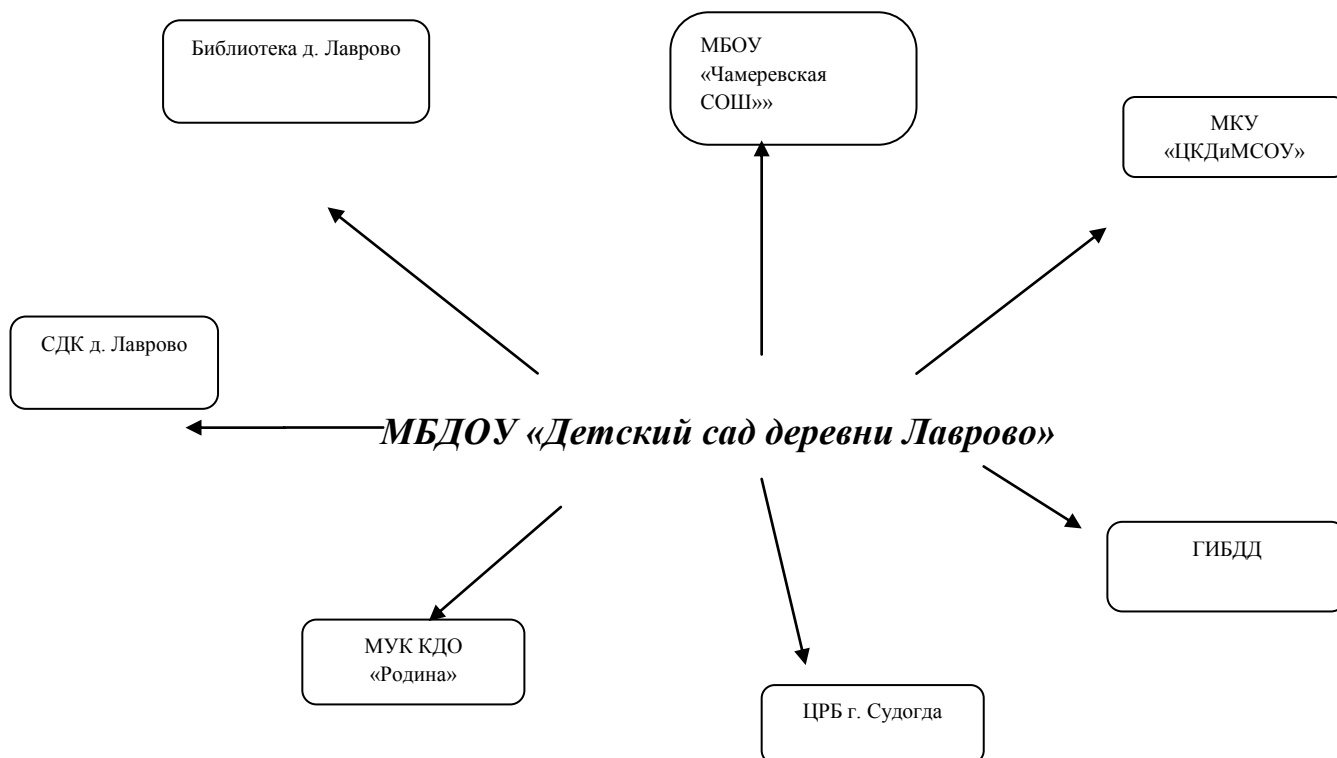 Библиотека д. Лаврово
МБОУ
«Чамеревская
СОШ»»
МКУ
«ЦКДиМСОУ»
СДК д. Лаврово
МБДОУ «Детский сад деревни Лаврово»
ГИБДД
МУК КДО
«Родина»
ЦРБ г. Судогда